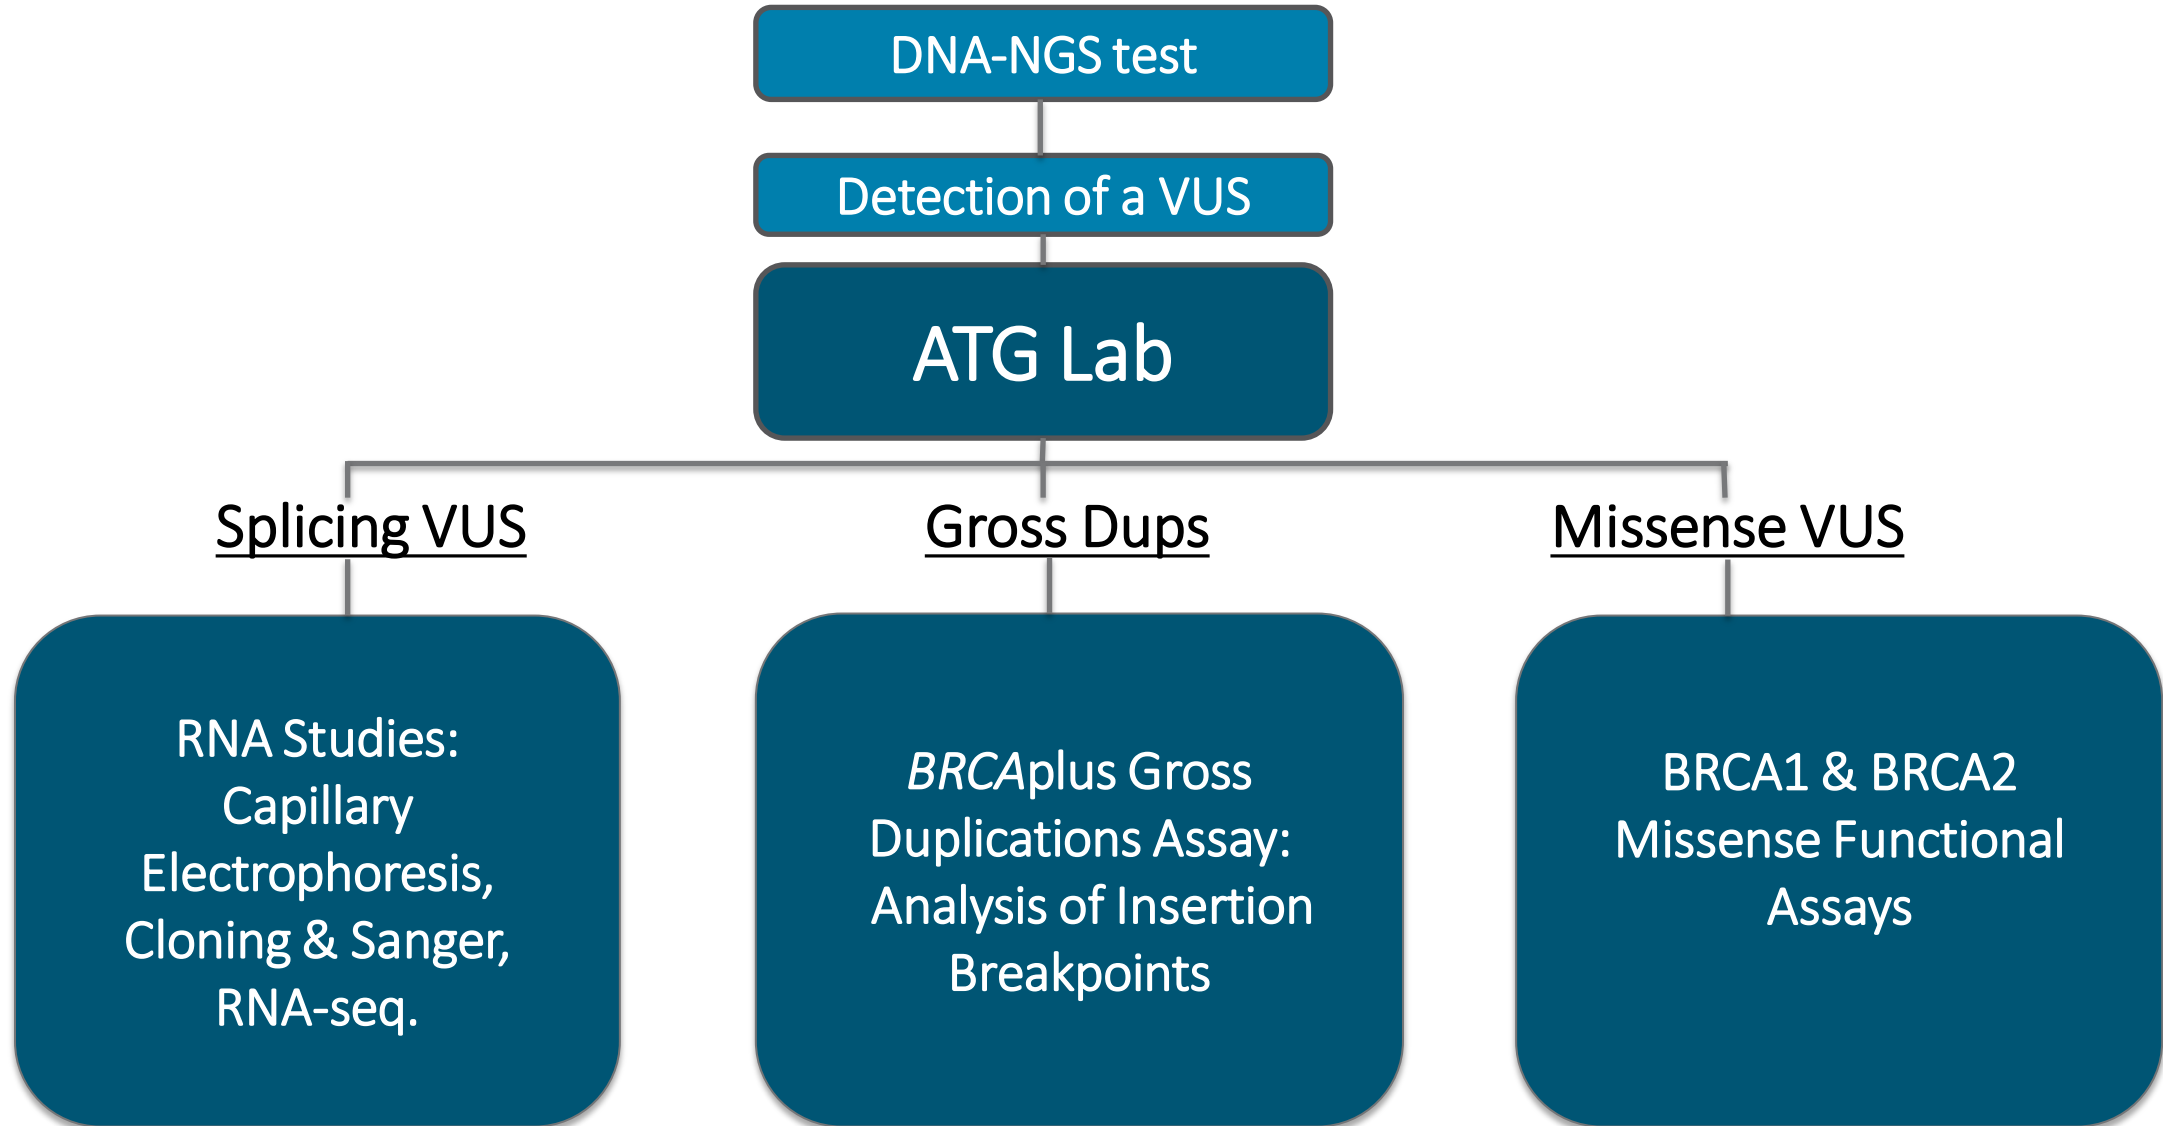 DNA-NGS test
Detection of a VUS
ATG Lab
Splicing VUS
Gross Dups
Missense VUS
RNA Studies:
Capillary
Electrophoresis,
Cloning & Sanger,
RNA-seq.
BRCAplus Gross
Duplications Assay:
Analysis of Insertion
Breakpoints
BRCA1 & BRCA2
Missense Functional
Assays